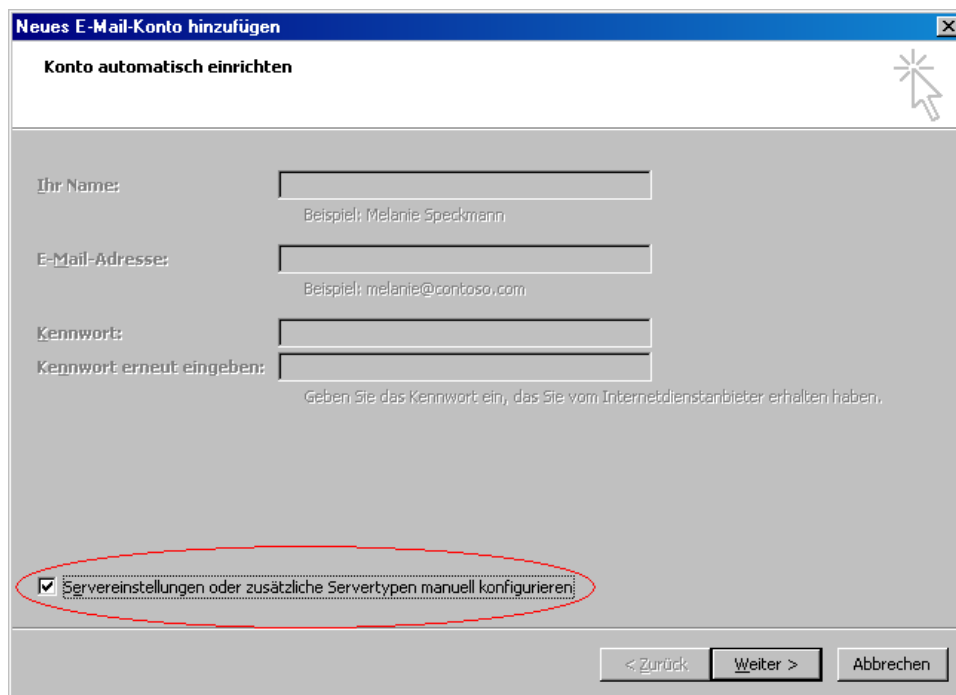 Neues E-Mail-Konto hinzufügen
Konto automatisch einrichten
Ihr Name:
Beispiel: Melanie Speckmann
E-Mail-Adresse:
Beispiel: melanie@contoso.com
Kennwort:
Kennwort erneut eingeben:
Geben Sie das Kennwort ein, das Sie vom Internetdienstanbieter erhalten haben.
Servereinstellungen oder zusätzliche Servertypen manuell konfigurieren
< Zurück Weiter > Abbrechen